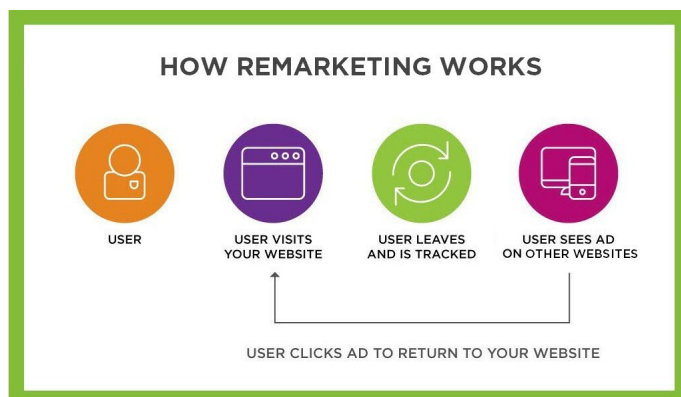 HOW REMARKETING WORKS
USER
USER VISITS
YOUR WEBSITE
USER LEAVES
AND IS TRACKED
USER SEES AD
ON OTHER WEBSITES
USER CLICKS AD TO RETURN TO YOUR WEBSITE